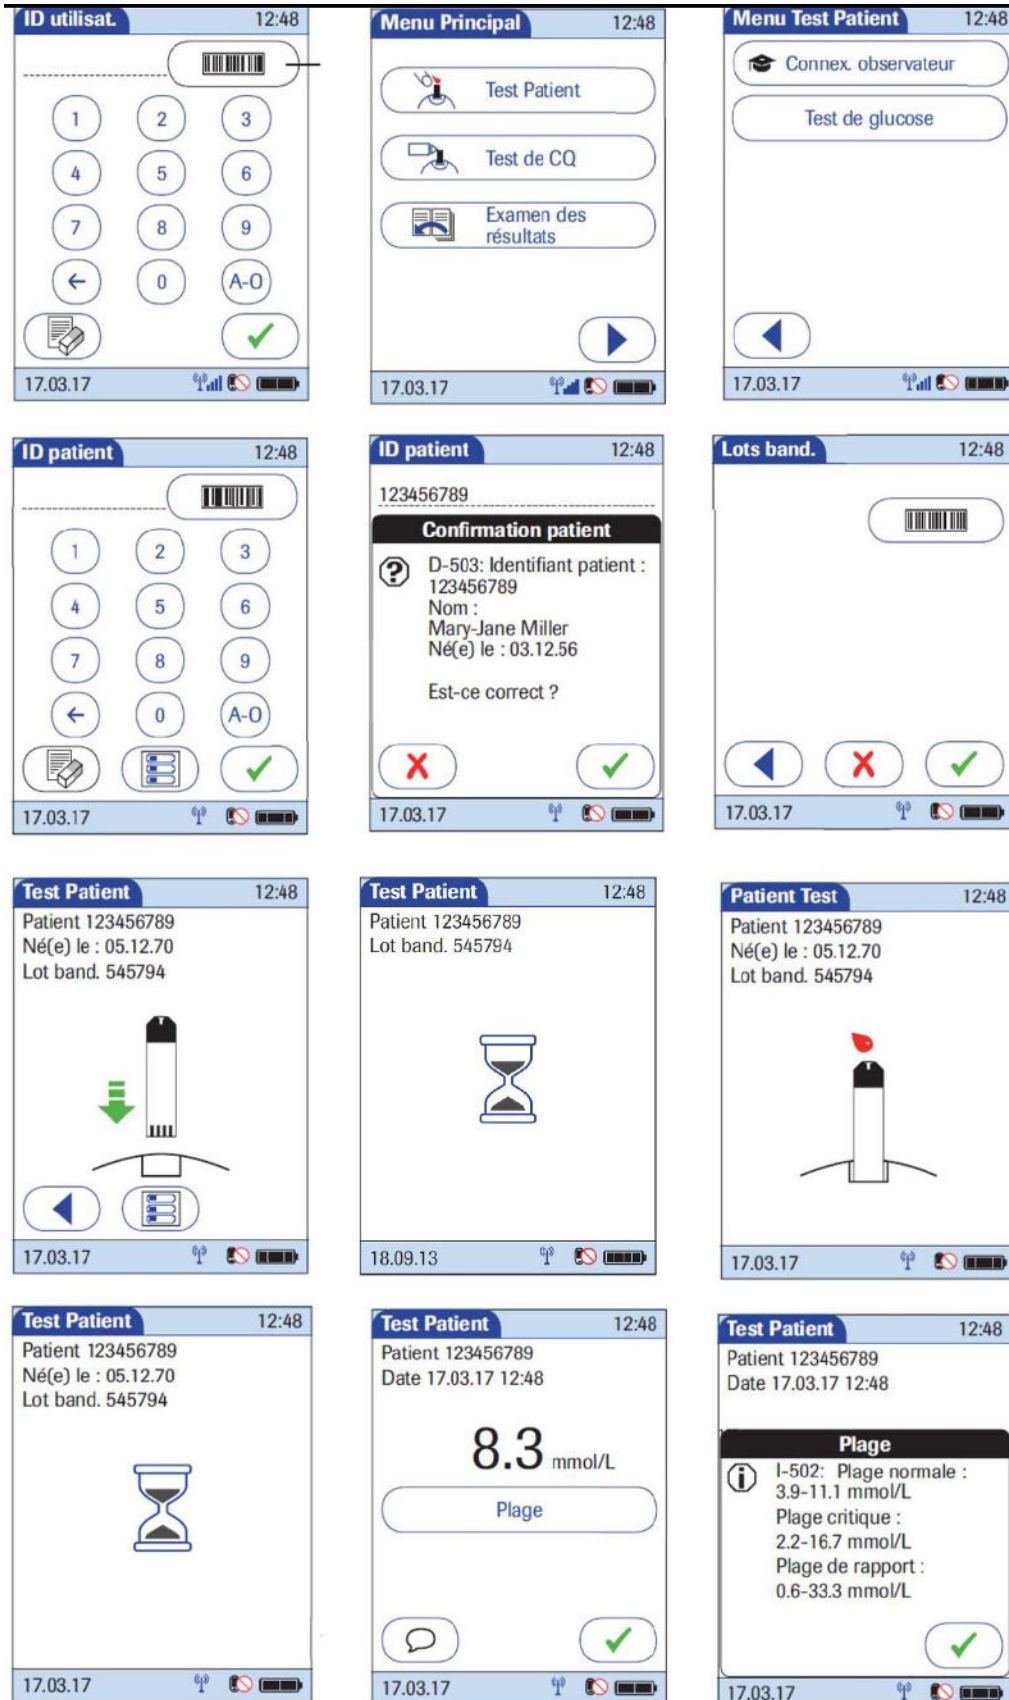 ID utilisat. 12:48
1 2 3
4 5 6
7 8 9
0 A-O
17.03.17
Menu Principal 12:48
Test Patient
Test de CQ
Examen des
résultats
17.03.17
Menu Test Patient 12:48
Connex. observateur
Test de glucose
17.03.17
ID patient 12:48
1 2 3
4 5 6
7 8 9
0 A-O
17.03.17
ID patient 12:48
123456789
Confirmation patient
D-503: Identifiant patient :
123456789
Nom :
Mary-Jane Miller
Né(e) le : 03.12.56
Est-ce correct ?
17.03.17
Lots band. 12:48
17.03.17
Test Patient 12:48
Patient 123456789
Né(e) le : 05.12.70
Lot band. 545794
17.03.17
Test Patient 12:48
Patient 123456789
Lot band. 545794
18.09.13
Patient Test 12:48
Patient 123456789
Né(e) le : 05.12.70
Lot band. 545794
17.03.17
Test Patient 12:48
Patient 123456789
Né(e) le : 05.12.70
Lot band. 545794
17.03.17
Test Patient 12:48
Patient 123456789
Date 17.03.17 12:48
8.3 mmol/L
Plage
17.03.17
Test Patient 12:48
Patient 123456789
Date 17.03.17 12:48
Plage
I-502: Plage normale :
3.9-11.1 mmol/L
Plage critique :
2.2-16.7 mmol/L
Plage de rapport :
0.6-33.3 mmol/L
17.03.17